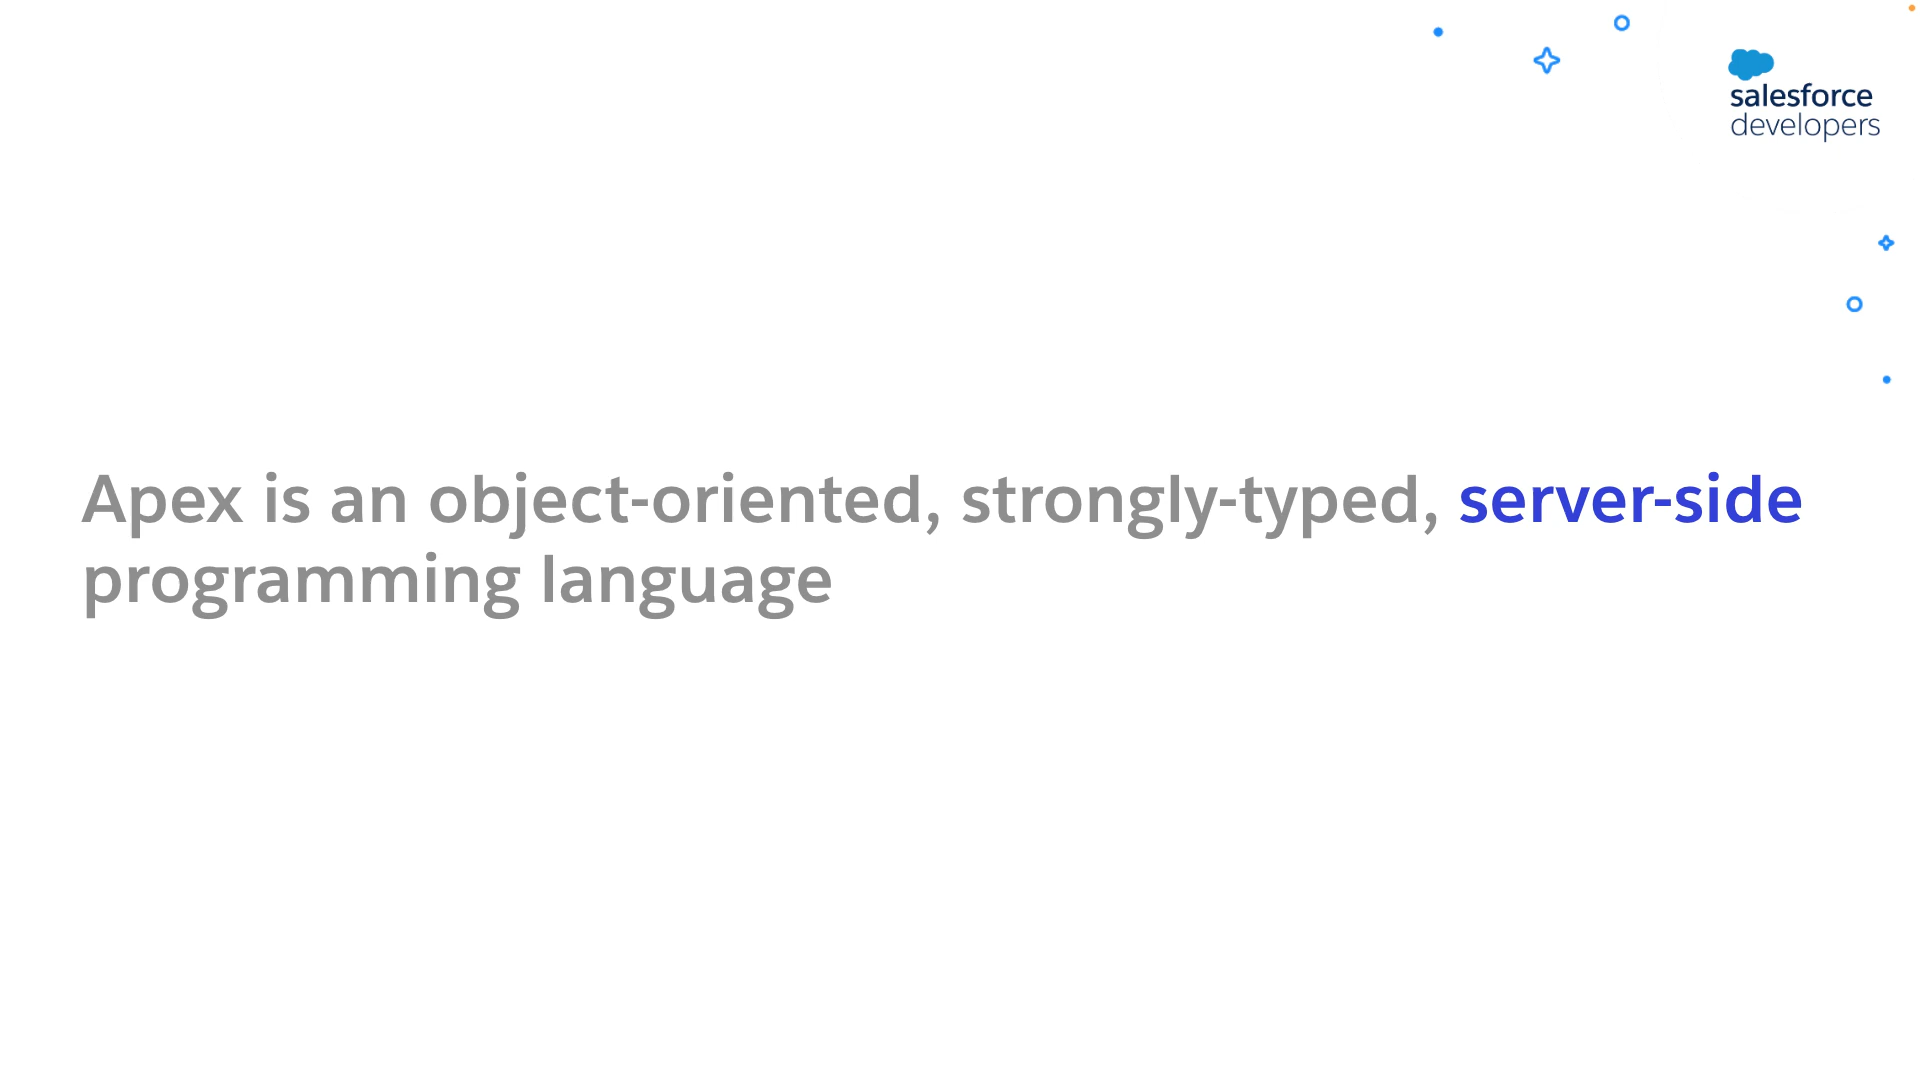 salesforce
developers
Apex is an object-oriented, strongly-typed, server-side
programming language